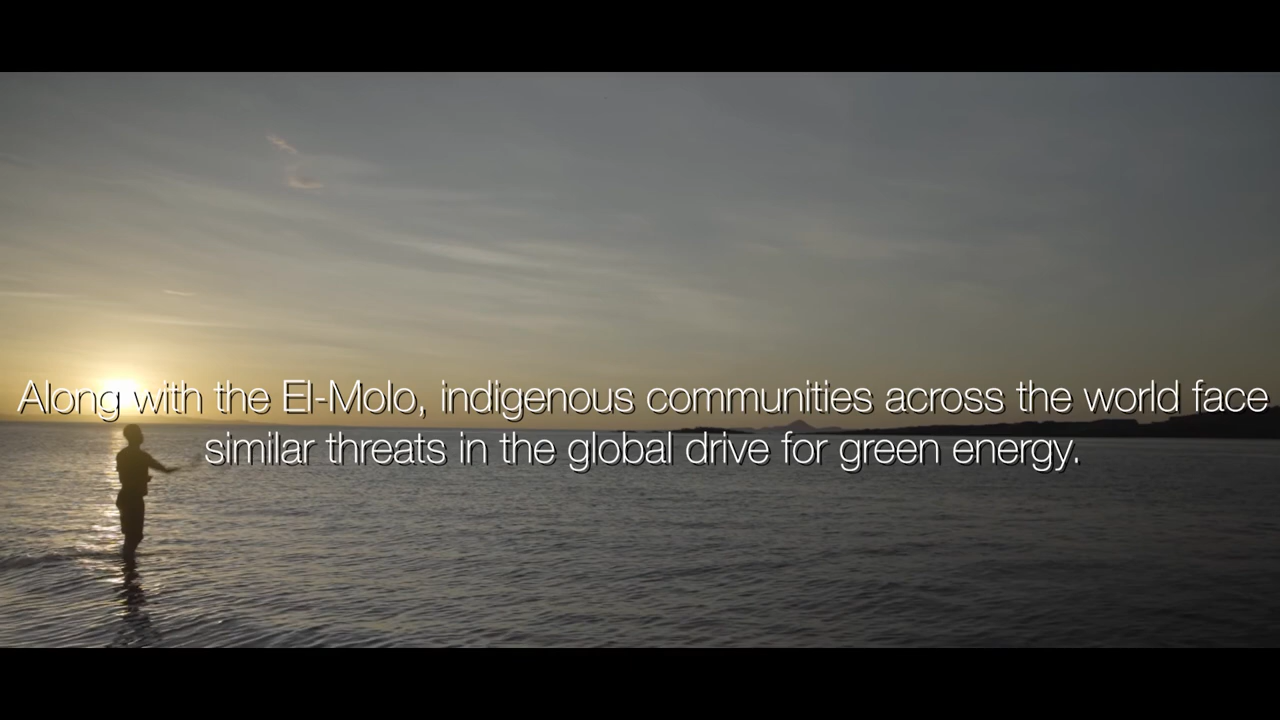 Along with the El-Molo, indigenous communities across the world face
similar threats in the global drive for green energy.